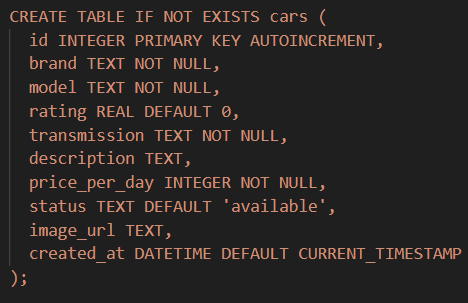 CREATE TABLE IF NOT EXISTS cars (
  id INTEGER PRIMARY KEY AUTOINCREMENT,
  brand TEXT NOT NULL,
  model TEXT NOT NULL,
  rating REAL DEFAULT 0,
  transmission TEXT NOT NULL,
  description TEXT,
  price_per_day INTEGER NOT NULL,
  status TEXT DEFAULT 'available',
  image_url TEXT,
  created_at DATETIME DEFAULT CURRENT_TIMESTAMP
);